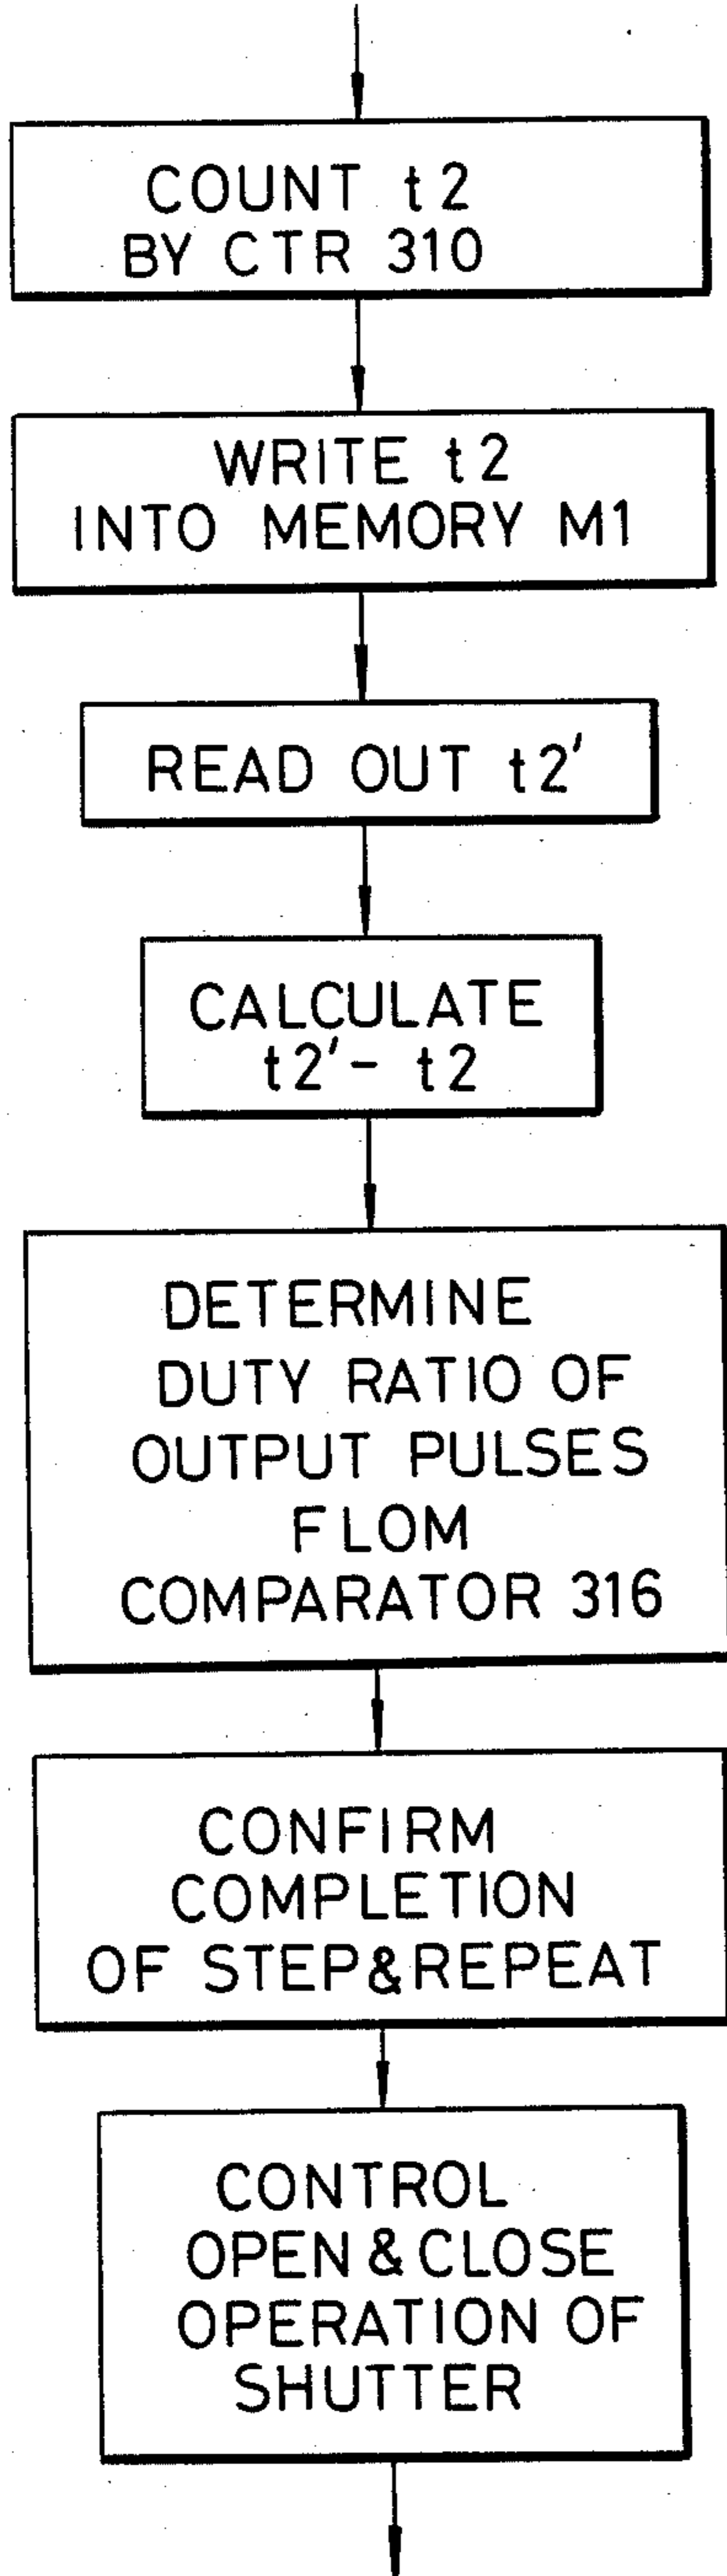 COUNT t2
BY CTR 310
WRITE t2
INTO MEMORY M1
READ OUT t2'
CALCULATE
t2'- t2
DETERMINE
DUTY RATIO OF
OUTPUT PULSES
FLOM
COMPARATOR 316
CONFIRM
COMPLETION
OF STEP&REPEAT
CONTROL
OPEN & CLOSE
OPERATION OF
SHUTTER